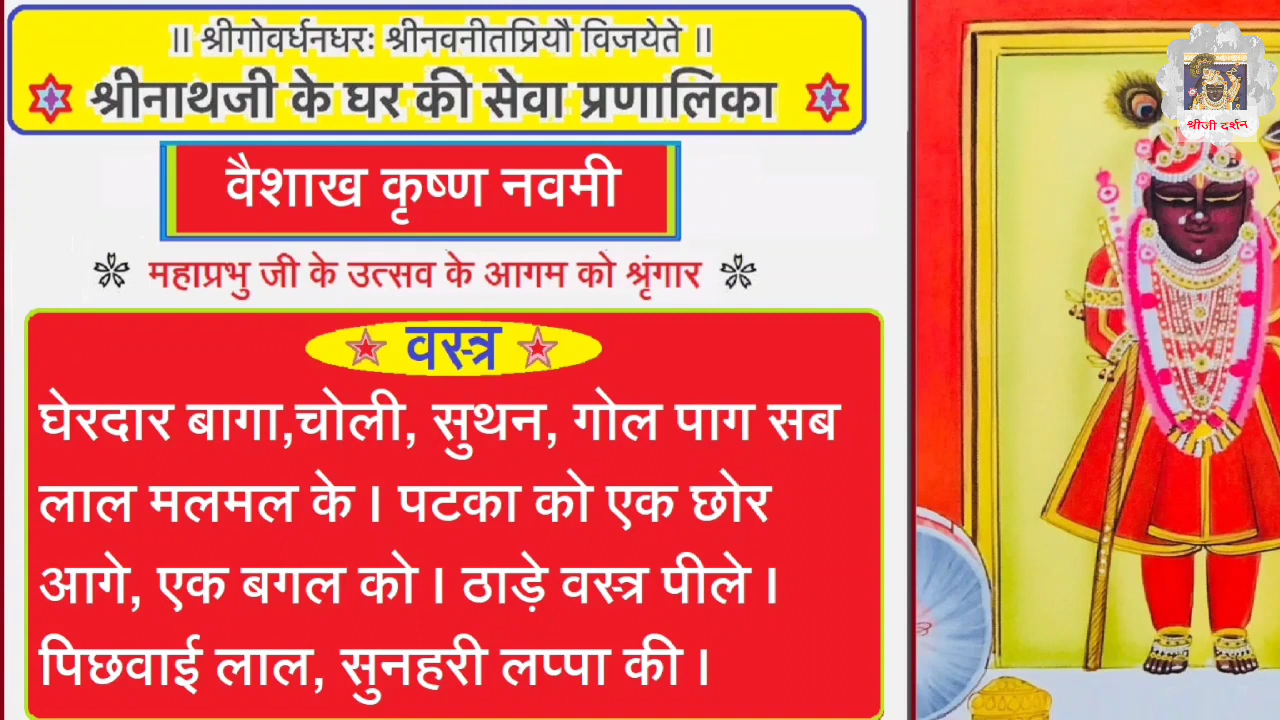 ॥ श्रीगोवर्धनधरः श्रीनवनीतप्रियौ विजयेते ॥
श्रीनाथजी के घर की सेवा प्रणालिका
वैशाख कृष्ण नवमी
महाप्रभु जी के उत्सव के आगम को श्रृंगार
वस्त्र
घेरदार बागा,चोली, सुथन, गोल पाग सब
लाल मलमल के । पटका को एक छोर
आगे, एक बगल को । ठाड़े वस्त्र पीले ।
पिछवाई लाल, सुनहरी लप्पा की ।
श्रीजी दर्शन